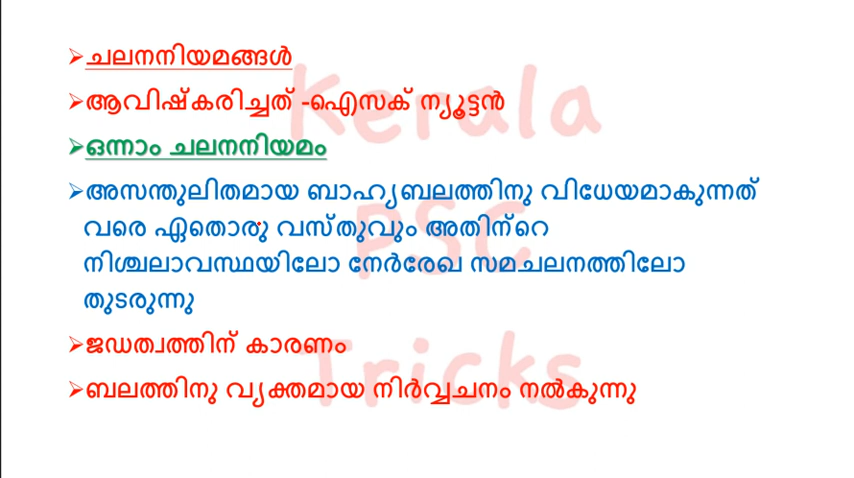 ➢ചലനനിയമങ്ങൾ
➢ആവിഷ്കരിച്ചത് -ഐസക് ന്യൂട്ടൻ
➢ഒന്നാം ചലനനിയമം
➢അസന്തുലിതമായ ബാഹ്യബലത്തിനു വിധേയമാകുന്നത്
വരെ ഏതൊരു വസ്തുവും അതിന്റെ
നിശ്ചലാവസ്ഥയിലോ നേർരേഖ സമചലനത്തിലോ
തുടരുന്നു
➢ജഡത്വത്തിന് കാരണം
➢ബലത്തിനു വ്യക്തമായ നിർവ്വചനം നൽകുന്നു
Kerala
PSC
Tricks